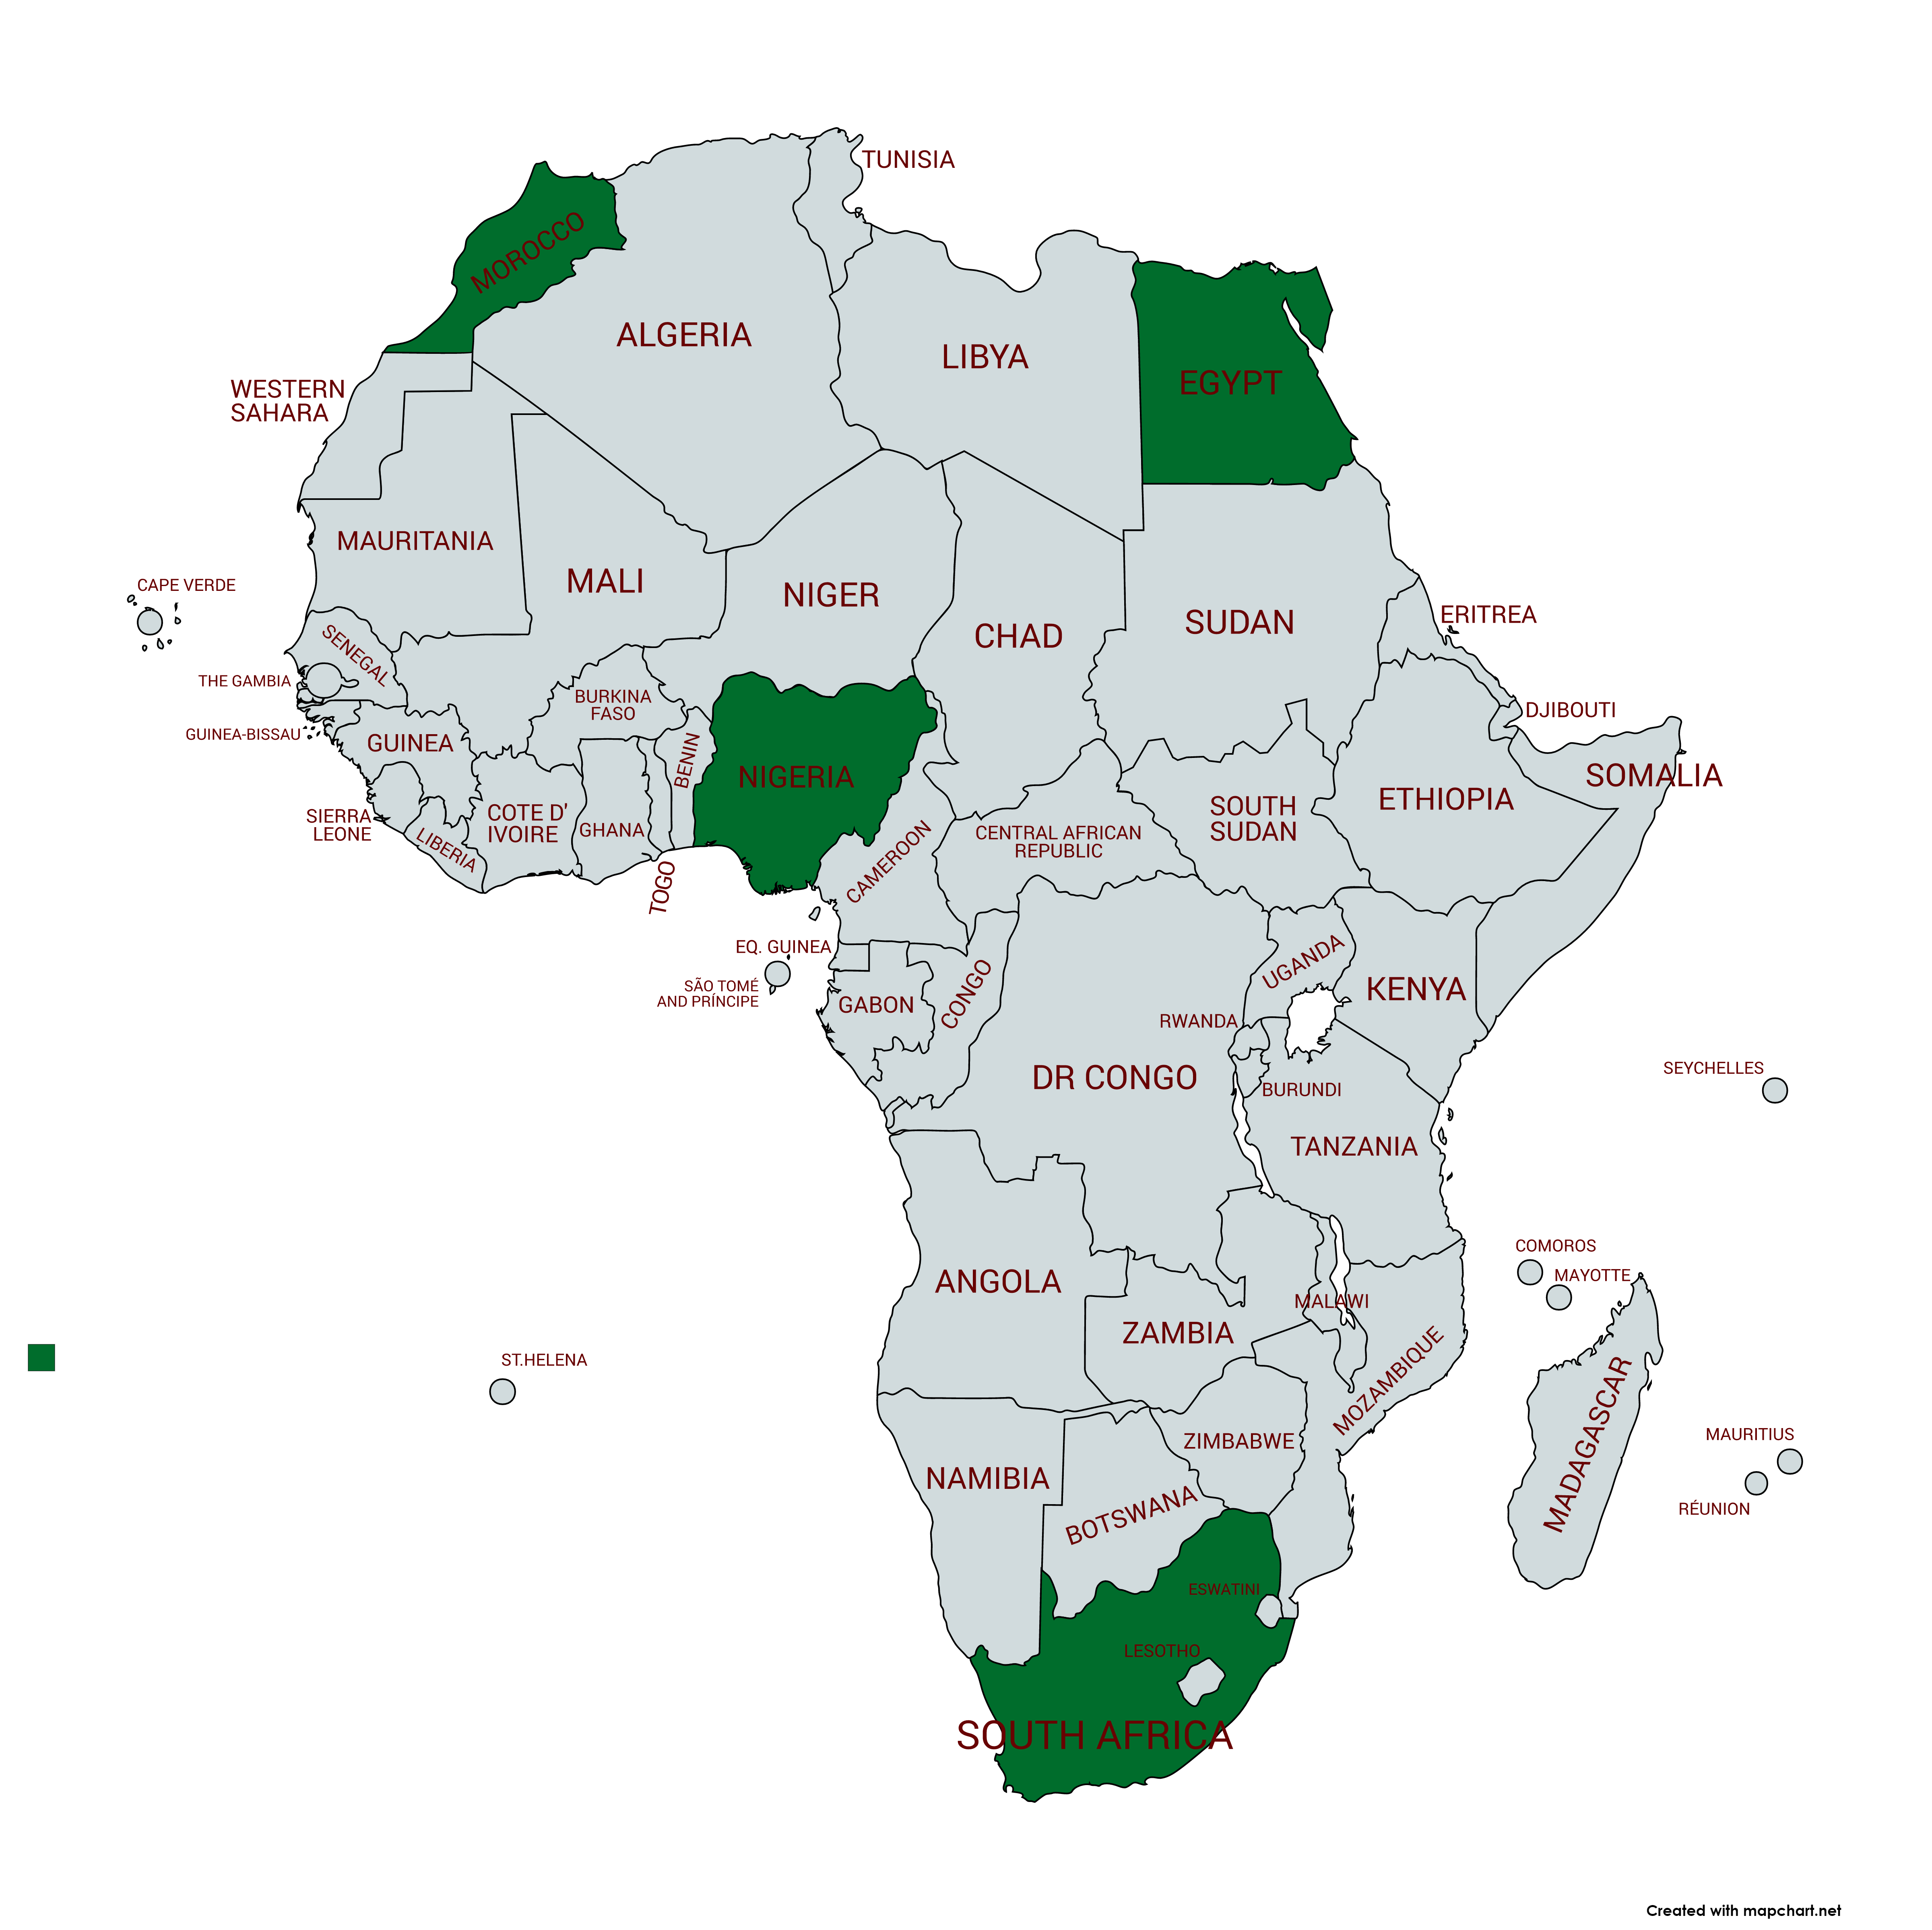 TUNISIA
MOROCCO
ALGERIA
LIBYA
EGYPT
WESTERN
SAHARA
MAURITANIA
MALI
NIGER
CHAD
SUDAN
ERITREA
CAPE VERDE
SENEGAL
THE GAMBIA
GUINEA-BISSAU
GUINEA
BURKINA
FASO
BENIN
NIGERIA
DJIBOUTI
SOMALIA
ETHIOPIA
SOUTH
SUDAN
SIERRA
LEONE
LIBERIA
COTE D'
IVOIRE
GHANA
TOGO
CAMEROON
CENTRAL AFRICAN
REPUBLIC
EQ. GUINEA
SÃO TOMÉ
AND PRÍNCIPE
GABON
CONGO
UGANDA
KENYA
RWANDA
DR CONGO
BURUNDI
SEYCHELLES
TANZANIA
COMOROS
MAYOTTE
ANGOLA
MALAWI
ZAMBIA
MOZAMBIQUE
ST.HELENA
MADAGASCAR
MAURITIUS
RÉUNION
ZIMBABWE
NAMIBIA
BOTSWANA
ESWATINI
LESOTHO
SOUTH AFRICA
Created with mapchart.net